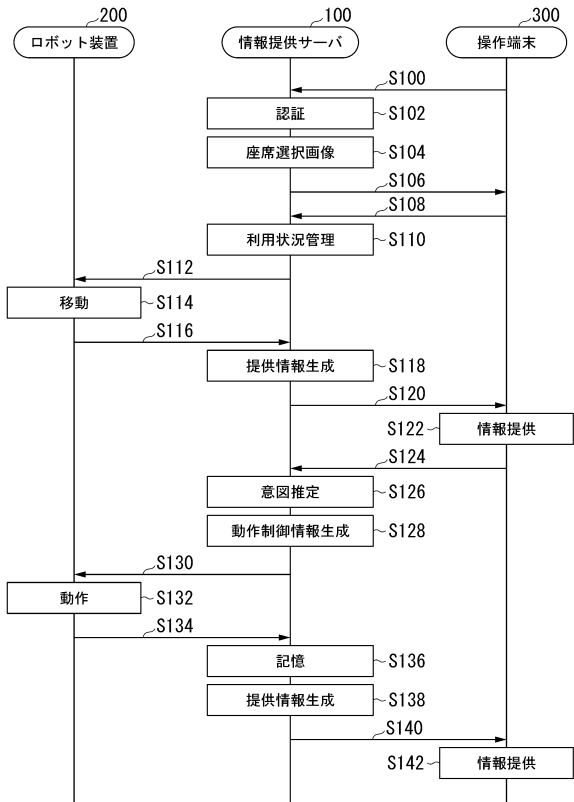 200
100
300
ロボット装置
情報提供サーバ
操作端末
S100
認証
S102
座席選択画像
S104
S106
S108
利用状況管理
S110
S112
移動
S114
S116
提供情報生成
S118
S120
S122
情報提供
S124
意図推定
S126
動作制御情報生成
S128
S130
動作
S132
S134
記憶
S136
提供情報生成
S138
S140
S142
情報提供